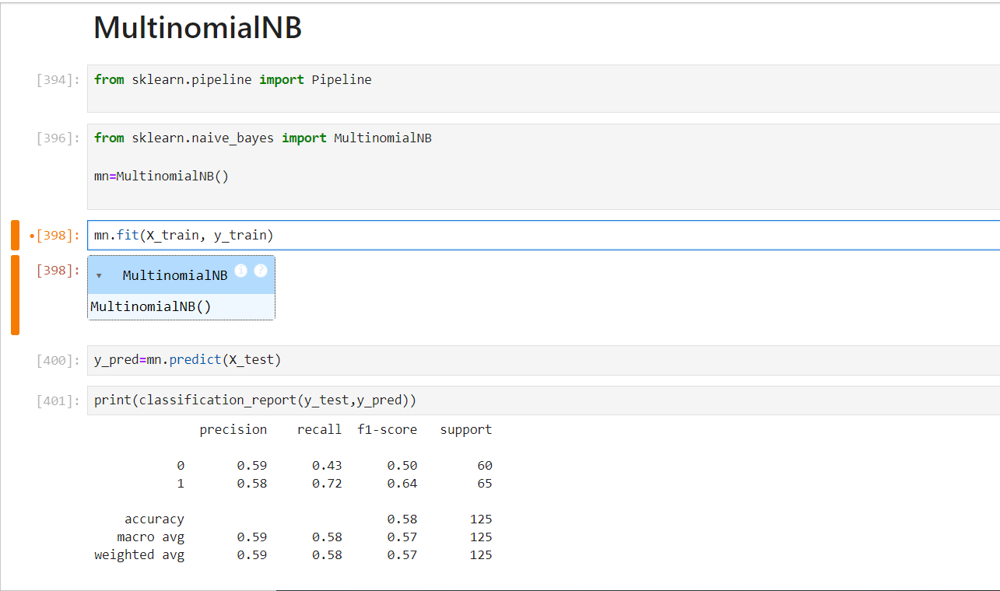 MultinomialNB
[394]: from sklearn.pipeline import Pipeline
[396]: from sklearn.naive_bayes import MultinomialNB
mn=MultinomialNB()
•[398]: mn.fit(X_train, y_train)
[398]: ▾ MultinomialNB i ?
MultinomialNB()
[400]: y_pred=mn.predict(X_test)
[401]: print(classification_report(y_test,y_pred))
precision recall f1-score support
0 0.59 0.43 0.50 60
1 0.58 0.72 0.64 65
accuracy 0.58 125
macro avg 0.59 0.58 0.57 125
weighted avg 0.59 0.58 0.57 125